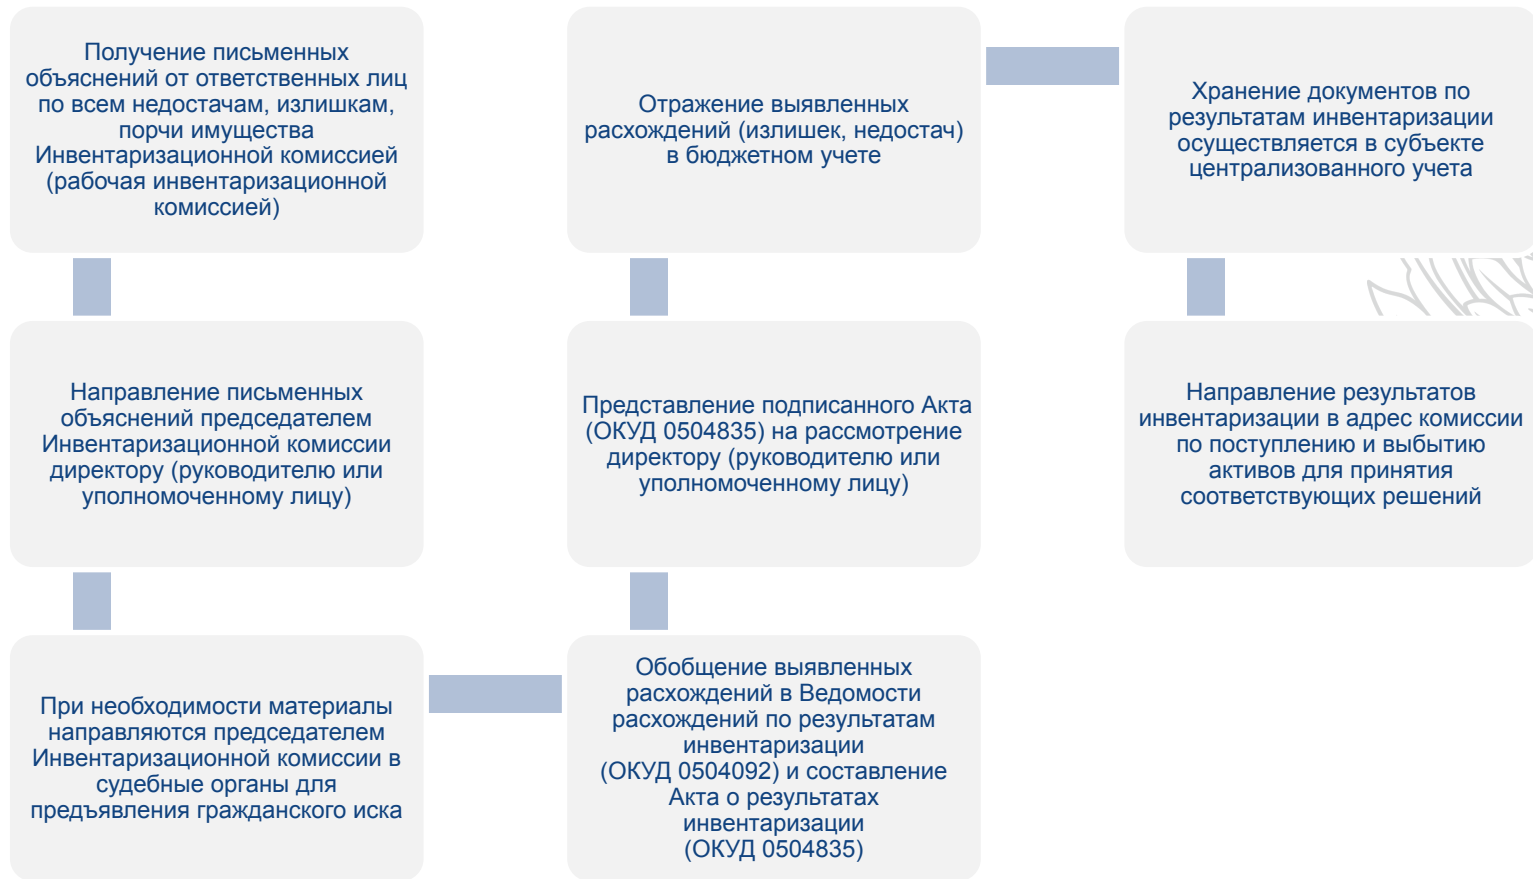 Получение письменных
объяснений от ответственных лиц
по всем недостачам, излишкам,
порчи имущества
Инвентаризационной комиссией
(рабочая инвентаризационной
комиссией)
Направление письменных
объяснений председателем
Инвентаризационной комиссии
директору (руководителю или
уполномоченному лицу)
При необходимости материалы
направляются председателем
Инвентаризационной комиссии в
судебные органы для
предъявления гражданского иска
Обобщение выявленных
расхождений в Ведомости
расхождений по результатам
инвентаризации
(ОКУД 0504092) и составление
Акта о результатах
инвентаризации
(ОКУД 0504835)
Представление подписанного Акта
(ОКУД 0504835) на рассмотрение
директору (руководителю или
уполномоченному лицу)
Отражение выявленных
расхождений (излишек, недостач)
в бюджетном учете
Хранение документов по
результатам инвентаризации
осуществляется в субъекте
централизованного учета
Направление результатов
инвентаризации в адрес комиссии
по поступлению и выбытию
активов для принятия
соответствующих решений